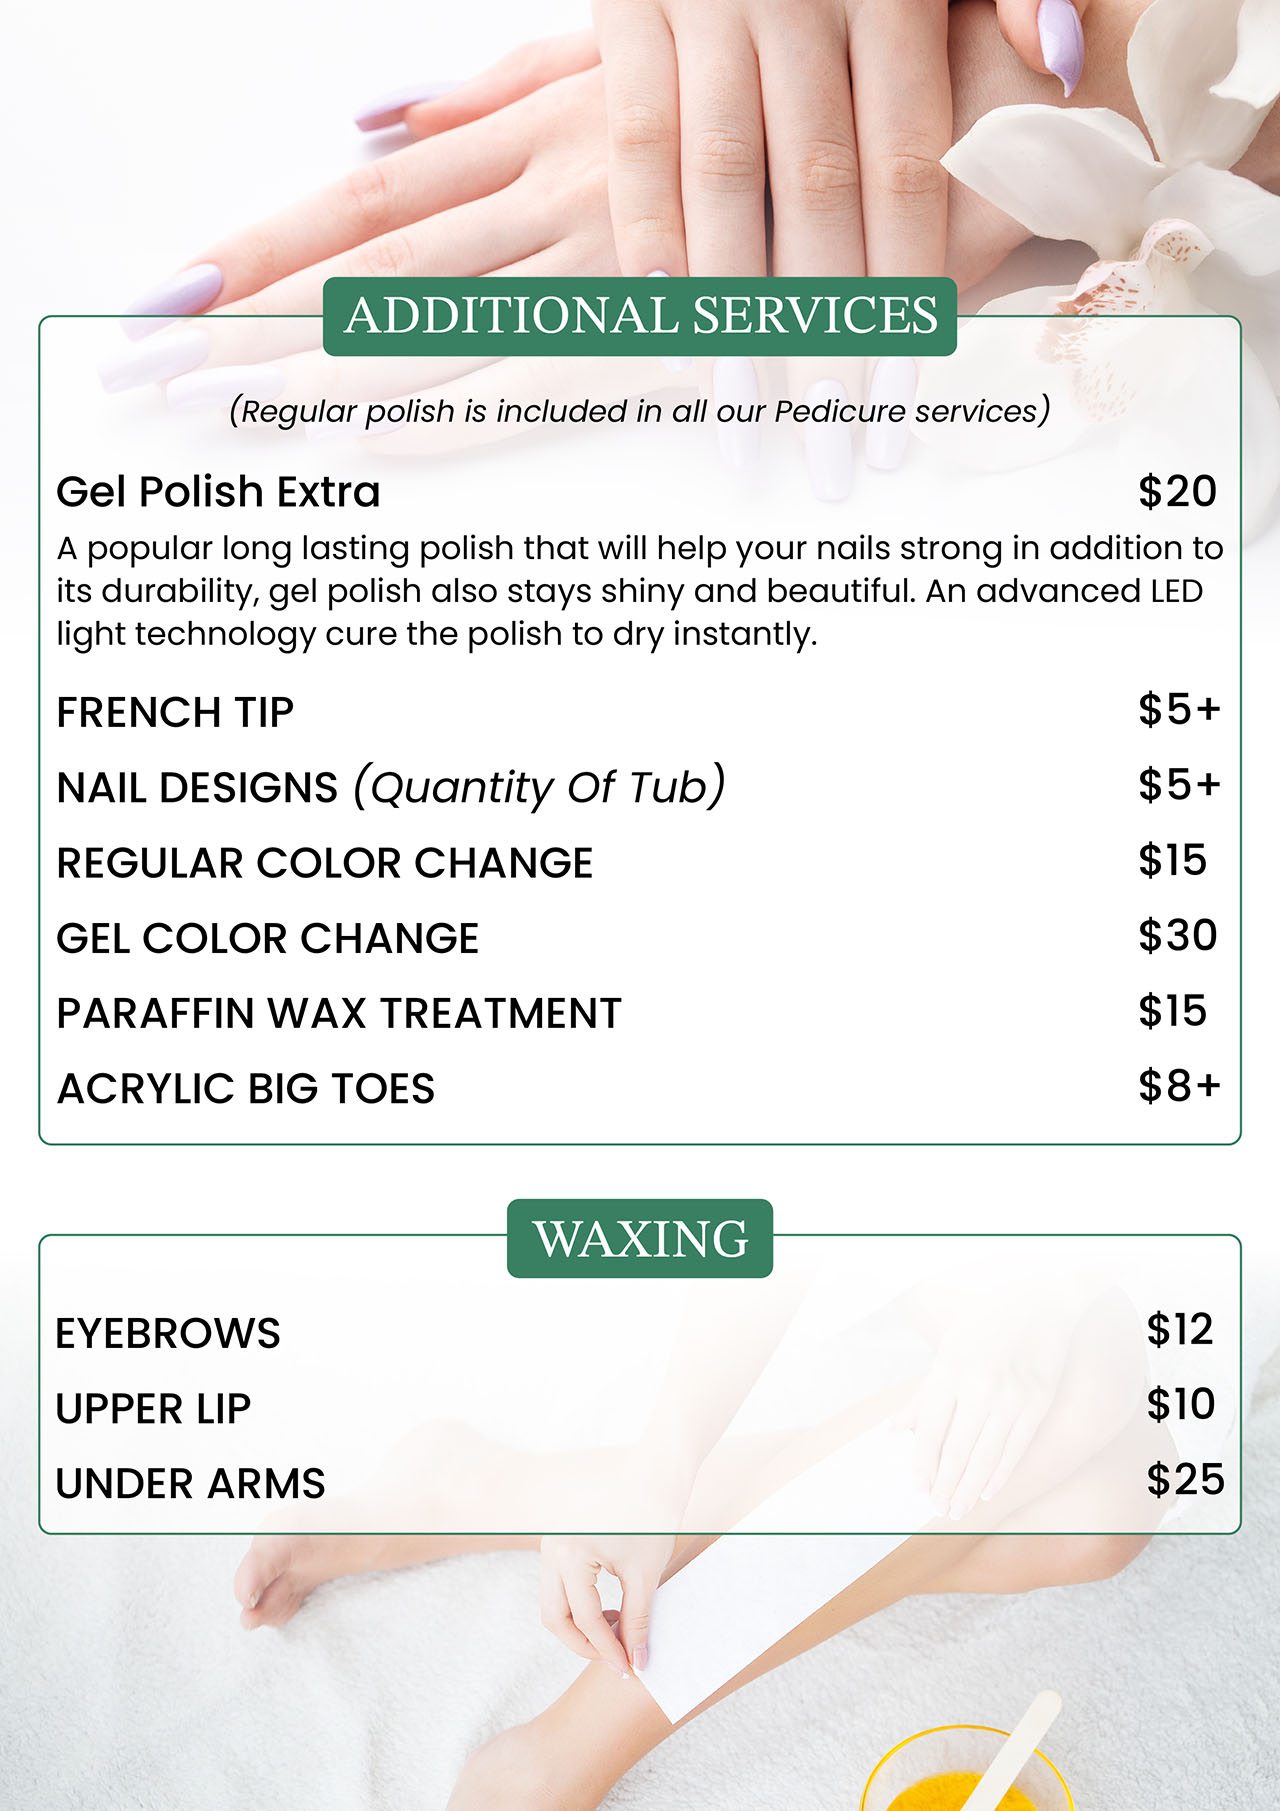 ADDITIONAL SERVICES
(Regular polish is included in all our Pedicure services)
Gel Polish Extra $20
A popular long lasting polish that will help your nails strong in addition to
its durability, gel polish also stays shiny and beautiful. An advanced LED
light technology cure the polish to dry instantly.
FRENCH TIP $5+
NAIL DESIGNS (Quantity Of Tub) $5+
REGULAR COLOR CHANGE $15
GEL COLOR CHANGE $30
PARAFFIN WAX TREATMENT $15
ACRYLIC BIG TOES $8+
WAXING
EYEBROWS $12
UPPER LIP $10
UNDER ARMS $25